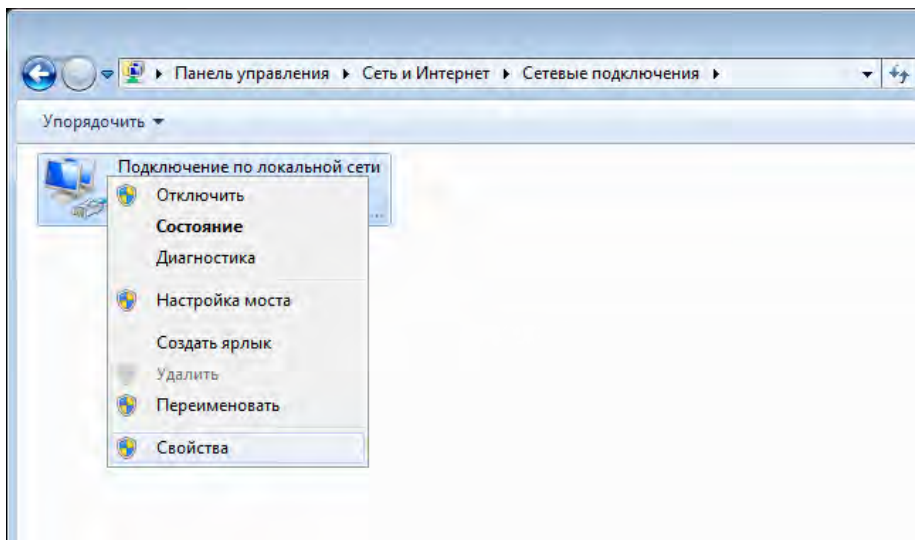 Панель управления Сеть и Интернет Сетевые подключения
Упорядочить
Подключение по локальной сети
Отключить
...
Состояние
Диагностика
Настройка моста
Создать ярлык
Удалить
Переименовать
Свойства